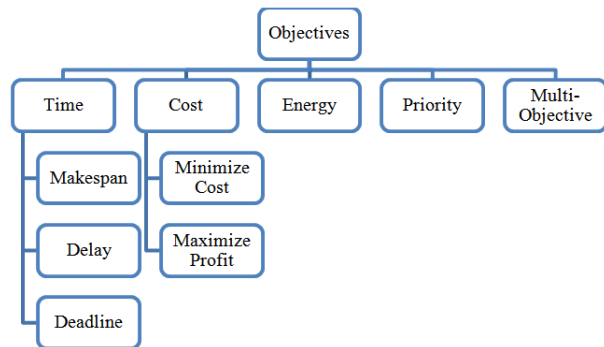 Objectives
Time
Cost
Energy
Priority
Multi-
Objective
Makespan
Delay
Deadline
Minimize
Cost
Maximize
Profit